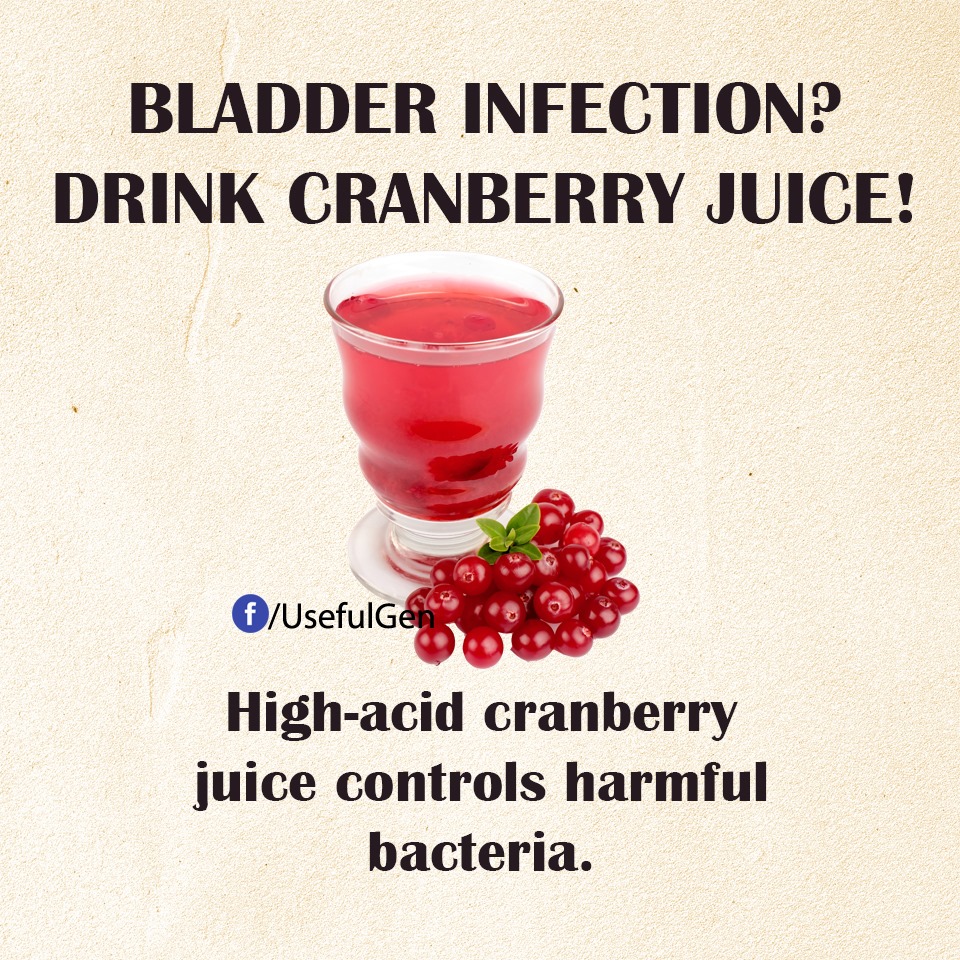 BLADDER INFECTION?
DRINK CRANBERRY JUICE!
f/UsefulGen
High-acid cranberry
juice controls harmful
bacteria.